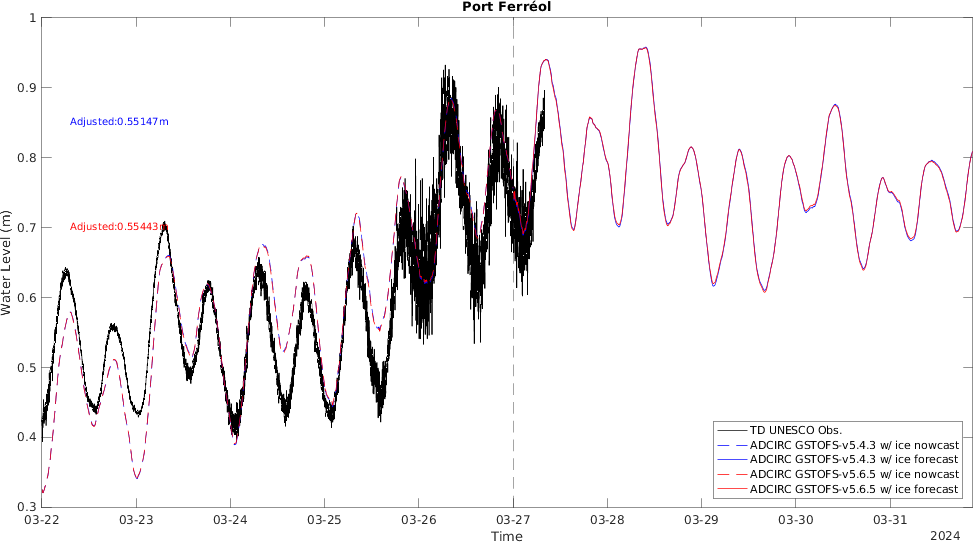 Port Ferréol
1
0.9
0.8
0.7
0.6
0.5
0.4
0.3
Water Level (m)
Adjusted:0.55147m
Adjusted:0.55443m
TD UNESCO Obs.
ADCIRC GSTOFS-v5.4.3 w/ ice nowcast
ADCIRC GSTOFS-v5.4.3 w/ ice forecast
ADCIRC GSTOFS-v5.6.5 w/ ice nowcast
ADCIRC GSTOFS-v5.6.5 w/ ice forecast
03-22 03-23 03-24 03-25 03-26 03-27 03-28 03-29 03-30 03-31
Time
2024